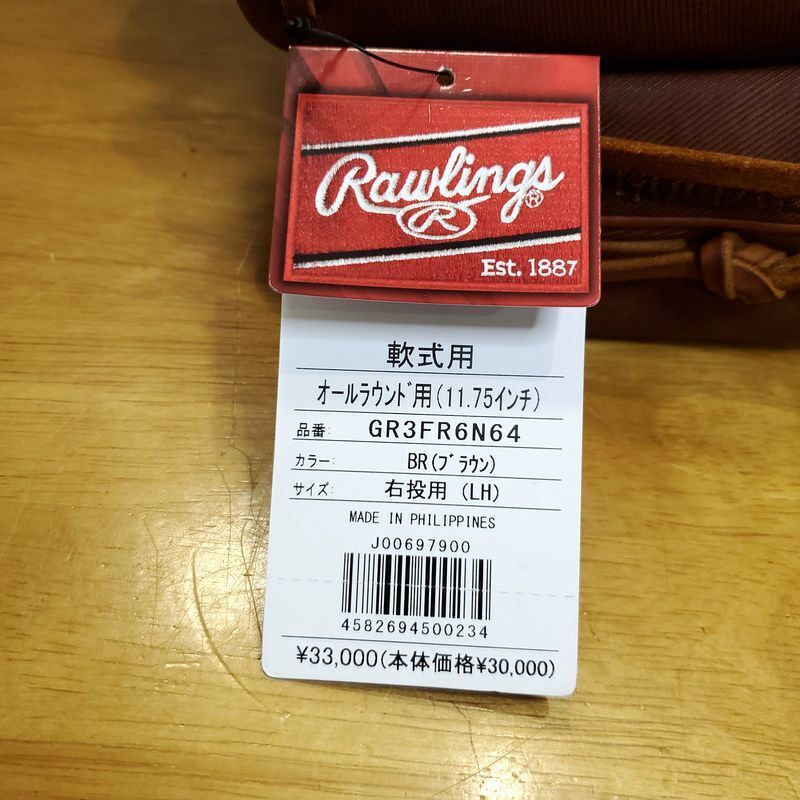 Rawlings®
R
Est. 1887
軟式用
オールラウンド用(11.75インチ)
品番: GR3FR6N64
カラー: BR(ブラウン)
サイズ: 右投用 (LH)
MADE IN PHILIPPINES
J00697900
4582694500234
¥33,000(本体価格¥30,000)